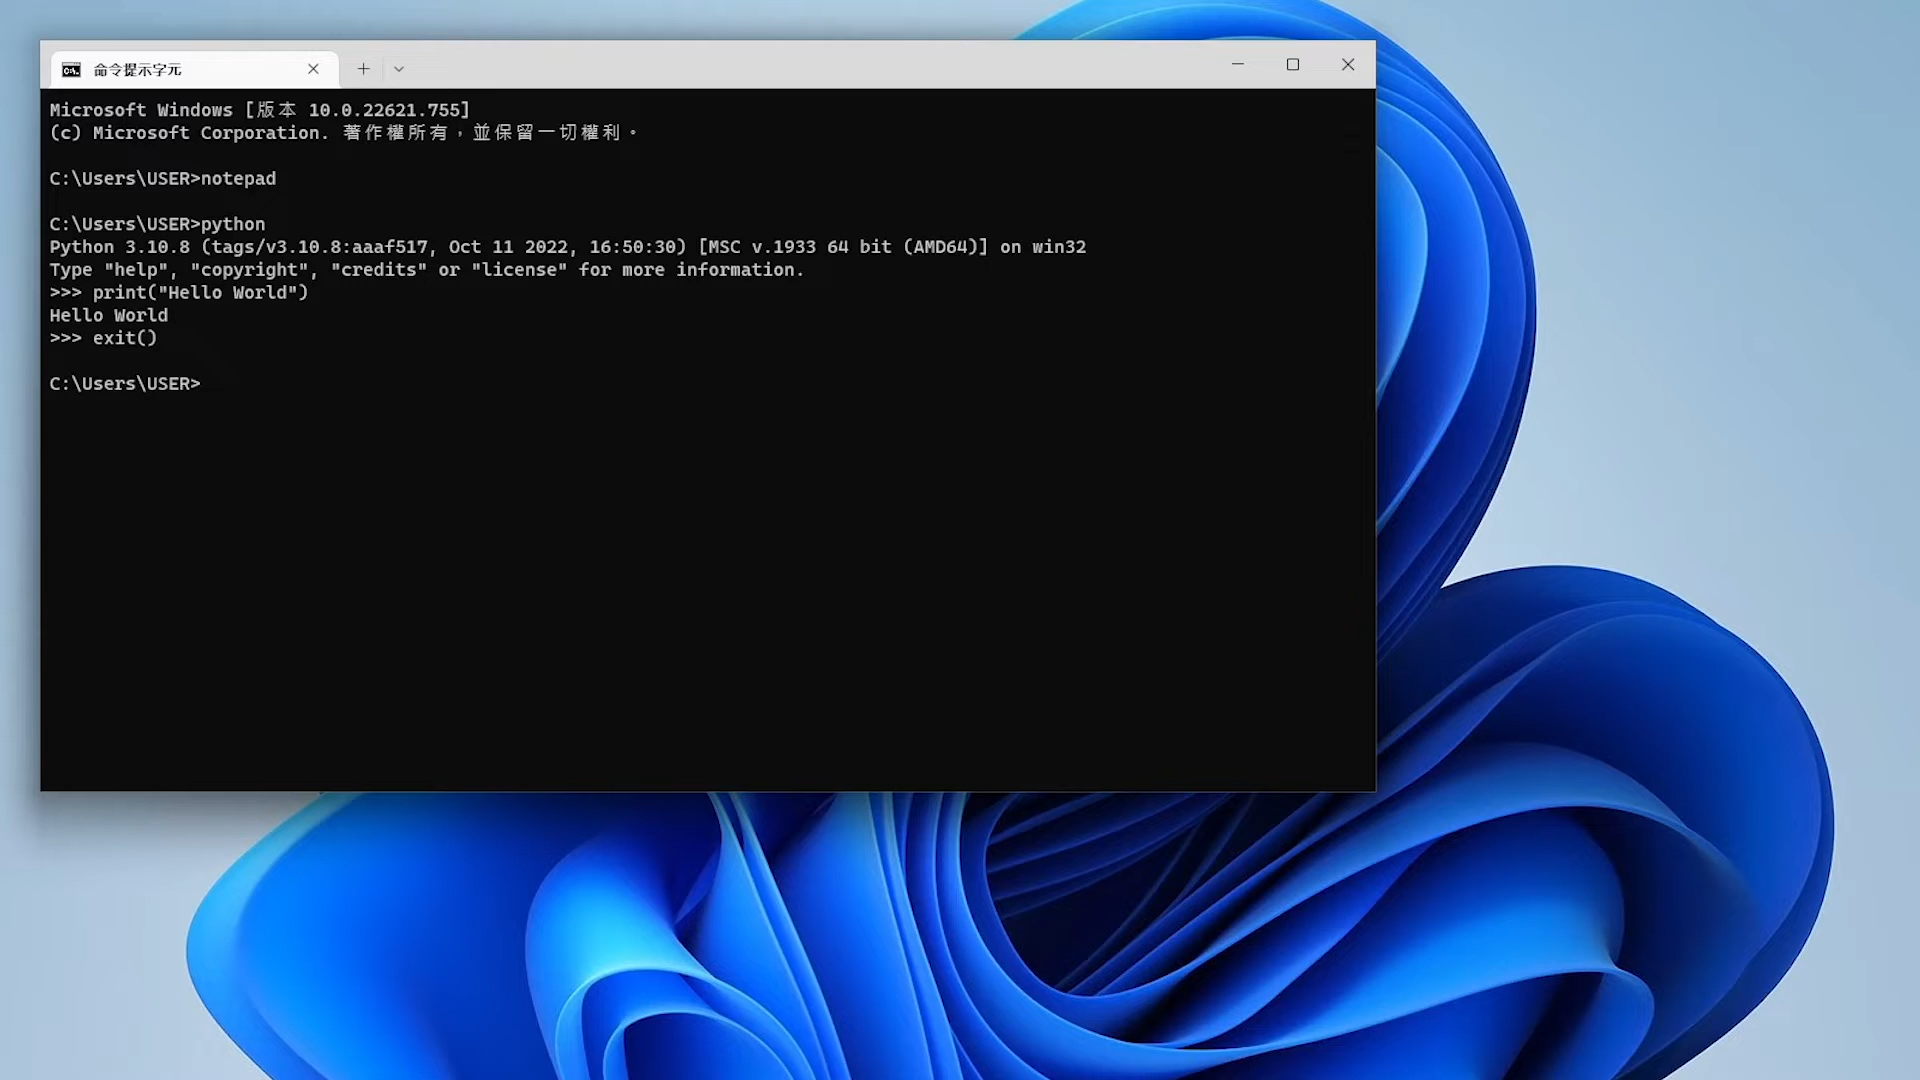 命令提示字元
Microsoft Windows [版本 10.0.22621.755]
(c) Microsoft Corporation. 著作權所有，並保留一切權利。
C:\Users\USER>notepad
C:\Users\USER>python
Python 3.10.8 (tags/v3.10.8:aaaf517, Oct 11 2022, 16:50:30) [MSC v.1933 64 bit (AMD64)] on win32
Type "help", "copyright", "credits" or "license" for more information.
>>> print("Hello World")
Hello World
>>> exit()
C:\Users\USER>